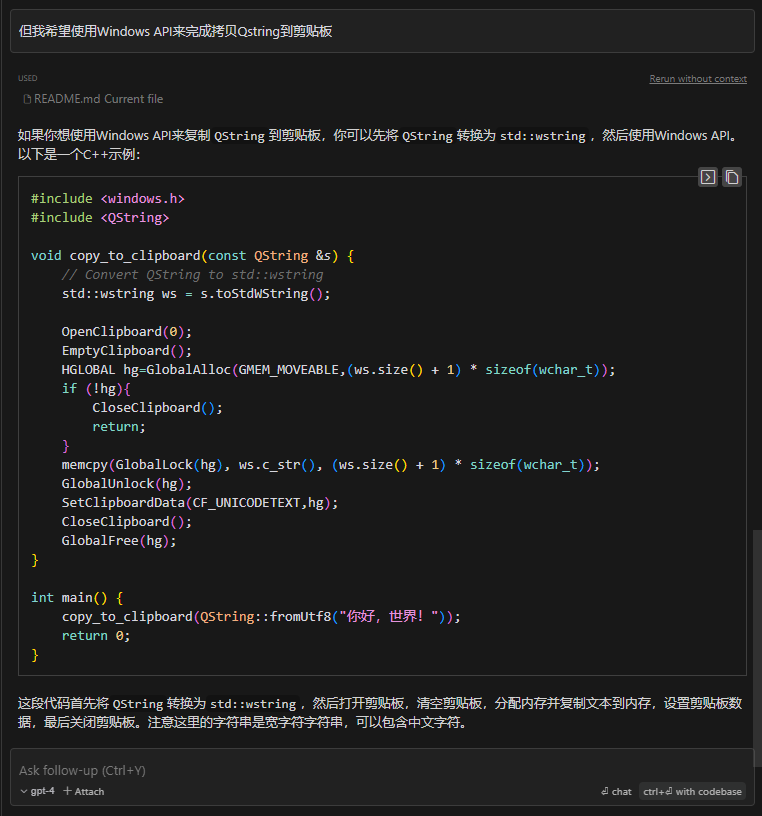 但我希望使用Windows API来完成拷贝Qstring到剪贴板
USED
Rerun without context
README.md Current file
如果你想使用Windows API来复制 QString 到剪贴板，你可以先将 QString 转换为 std::wstring ，然后使用Windows API。
以下是一个C++示例：
#include <windows.h>
#include <QString>
void copy_to_clipboard(const QString &s) {
    // Convert QString to std::wstring
    std::wstring ws = s.toStdWString();
    OpenClipboard(0);
    EmptyClipboard();
    HGLOBAL hg=GlobalAlloc(GMEM_MOVEABLE,(ws.size() + 1) * sizeof(wchar_t));
    if (!hg){
        CloseClipboard();
        return;
    }
    memcpy(GlobalLock(hg), ws.c_str(), (ws.size() + 1) * sizeof(wchar_t));
    GlobalUnlock(hg);
    SetClipboardData(CF_UNICODETEXT,hg);
    CloseClipboard();
    GlobalFree(hg);
}
int main() {
    copy_to_clipboard(QString::fromUtf8("你好，世界！"));
    return 0;
}
这段代码首先将 QString 转换为 std::wstring ，然后打开剪贴板，清空剪贴板，分配内存并复制文本到内存，设置剪贴板数
据，最后关闭剪贴板。注意这里的字符串是宽字符字符串，可以包含中文字符。
Ask follow-up (Ctrl+Y)
gpt-4 + Attach
⏎ chat ctrl+⏎ with codebase